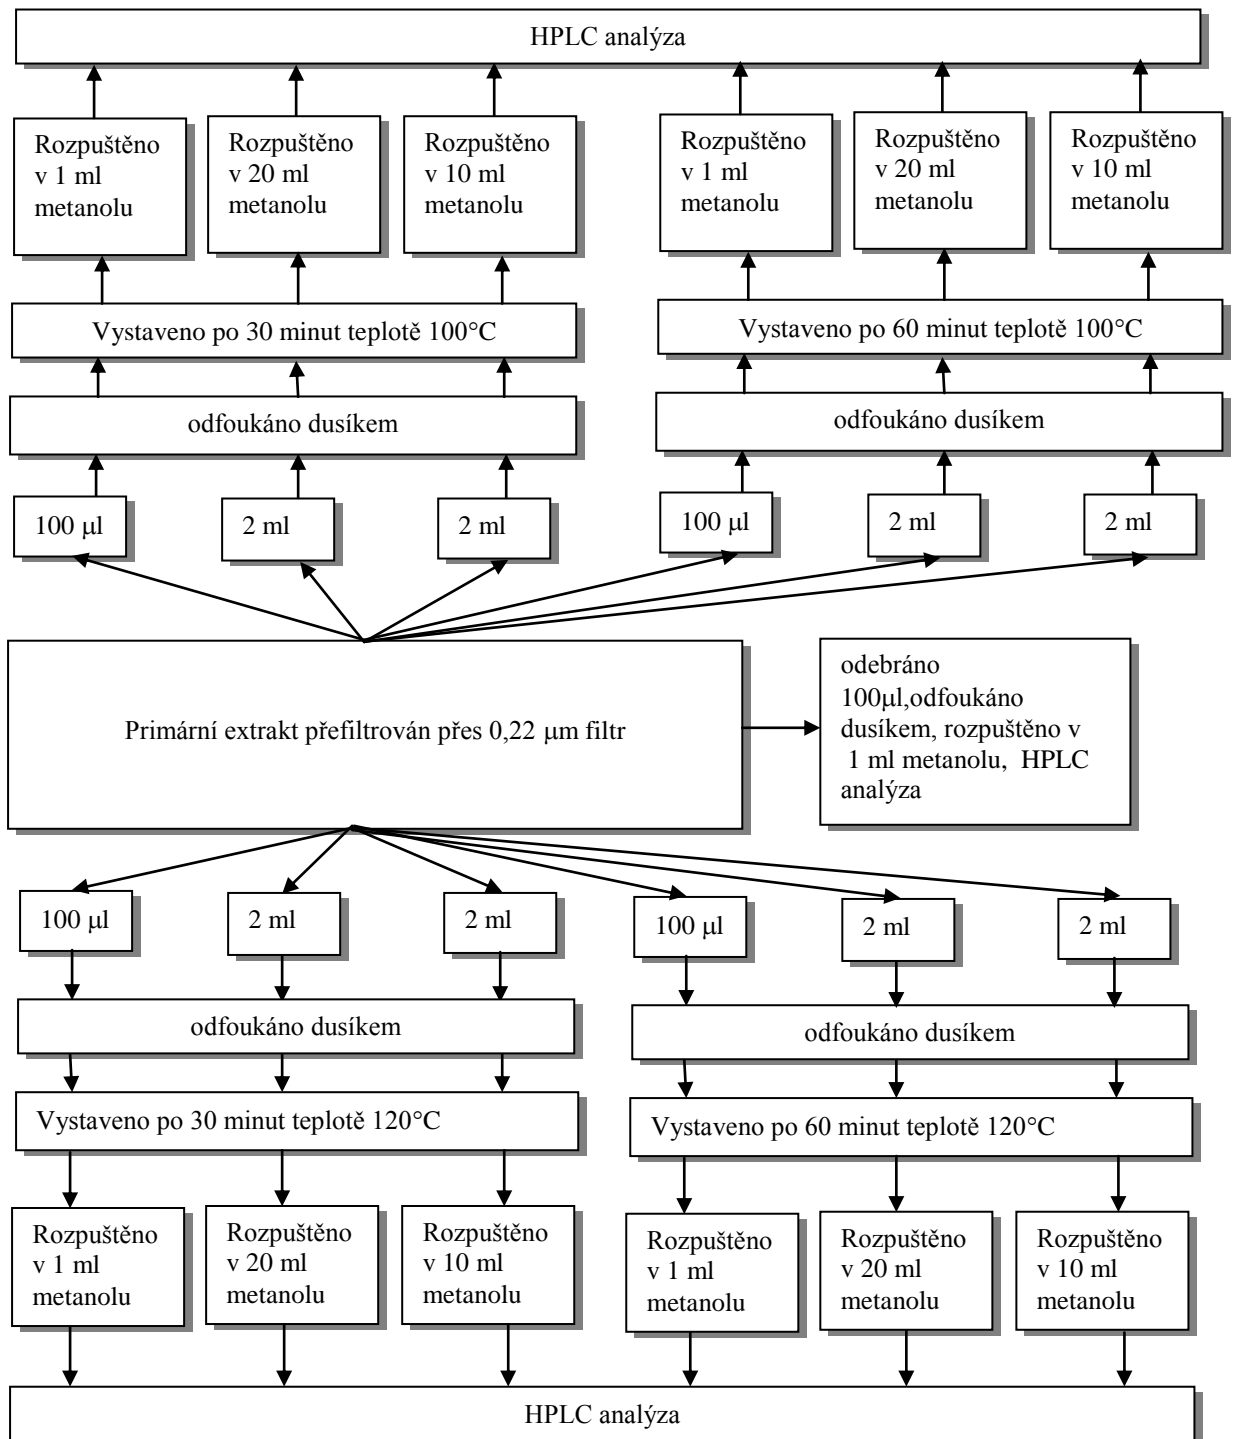 HPLC analýza
Rozpuštěno
v 1 ml
metanolu
Rozpuštěno
v 20 ml
metanolu
Rozpuštěno
v 10 ml
metanolu
Rozpuštěno
v 1 ml
metanolu
Rozpuštěno
v 20 ml
metanolu
Rozpuštěno
v 10 ml
metanolu
Vystaveno po 30 minut teplotě 100°C
Vystaveno po 60 minut teplotě 100°C
odfoukáno dusíkem
odfoukáno dusíkem
100 µl
2 ml
2 ml
100 µl
2 ml
2 ml
Primární extrakt přefiltrován přes 0,22 µm filtr
odebráno
100µl,odfoukáno
dusíkem, rozpuštěno v
1 ml metanolu, HPLC
analýza
100 µl
2 ml
2 ml
100 µl
2 ml
2 ml
odfoukáno dusíkem
odfoukáno dusíkem
Vystaveno po 30 minut teplotě 120°C
Vystaveno po 60 minut teplotě 120°C
Rozpuštěno
v 1 ml
metanolu
Rozpuštěno
v 20 ml
metanolu
Rozpuštěno
v 10 ml
metanolu
Rozpuštěno
v 1 ml
metanolu
Rozpuštěno
v 20 ml
metanolu
Rozpuštěno
v 10 ml
metanolu
HPLC analýza